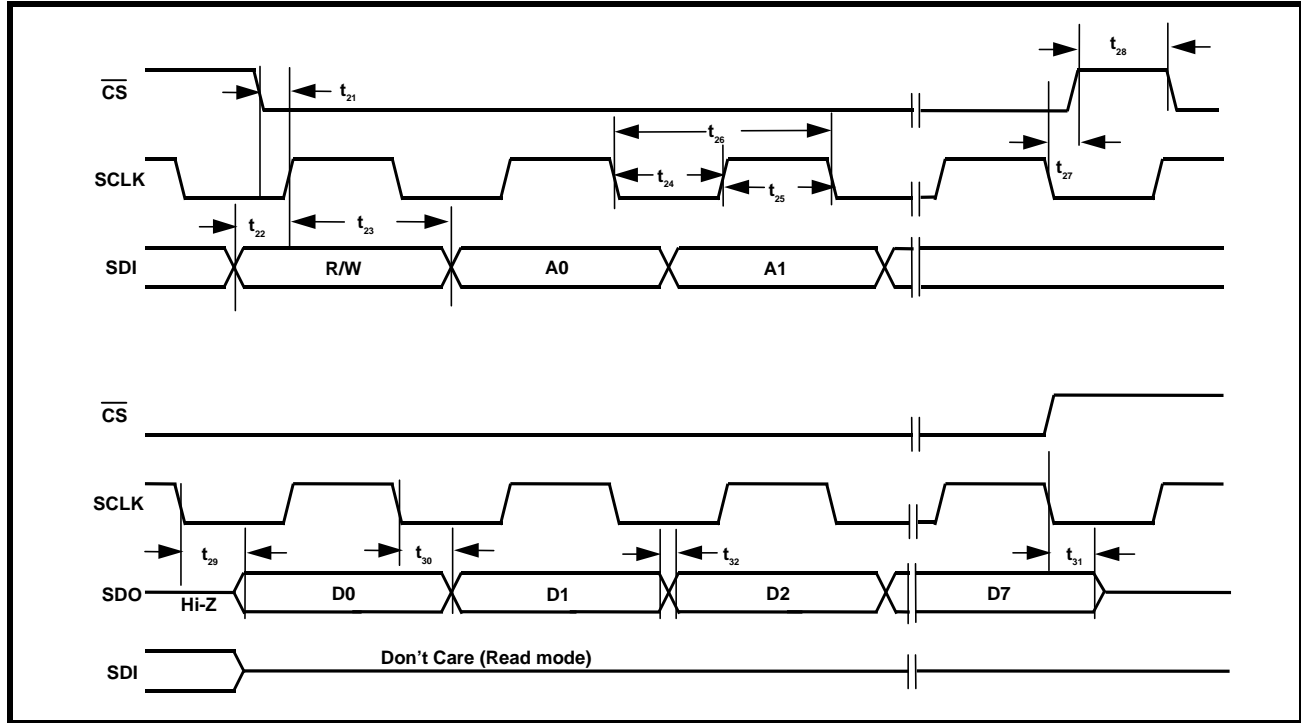 t28
CS
t21
t26
SCLK
t24
t25
t27
t22
t23
SDI
R/W
A0
A1
CS
SCLK
t29
t30
t32
t31
SDO
Hi-Z
D0
D1
D2
D7
SDI
Don't Care (Read mode)